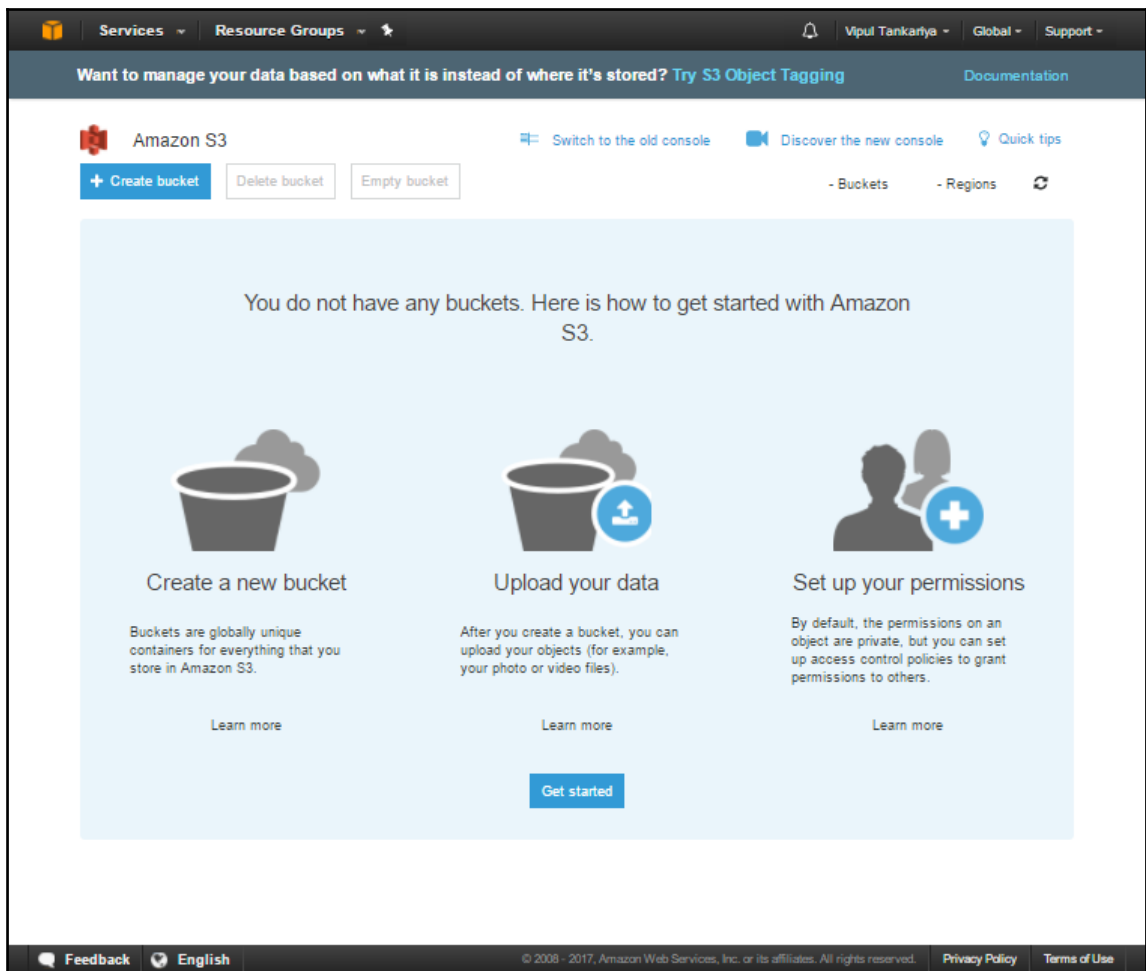 Services Resource Groups Vipul Tankariya Global Support
Want to manage your data based on what it is instead of where it's stored? Try S3 Object Tagging Documentation
Amazon S3 Switch to the old console Discover the new console Quick tips
+ Create bucket Delete bucket Empty bucket - Buckets - Regions
You do not have any buckets. Here is how to get started with Amazon
S3.
Create a new bucket
Buckets are globally unique
containers for everything that you
store in Amazon S3.
Learn more
Upload your data
After you create a bucket, you can
upload your objects (for example,
your photo or video files).
Learn more
Set up your permissions
By default, the permissions on an
object are private, but you can set
up access control policies to grant
permissions to others.
Learn more
Get started
Feedback English © 2008 - 2017, Amazon Web Services, Inc. or its affiliates. All rights reserved. Privacy Policy Terms of Use